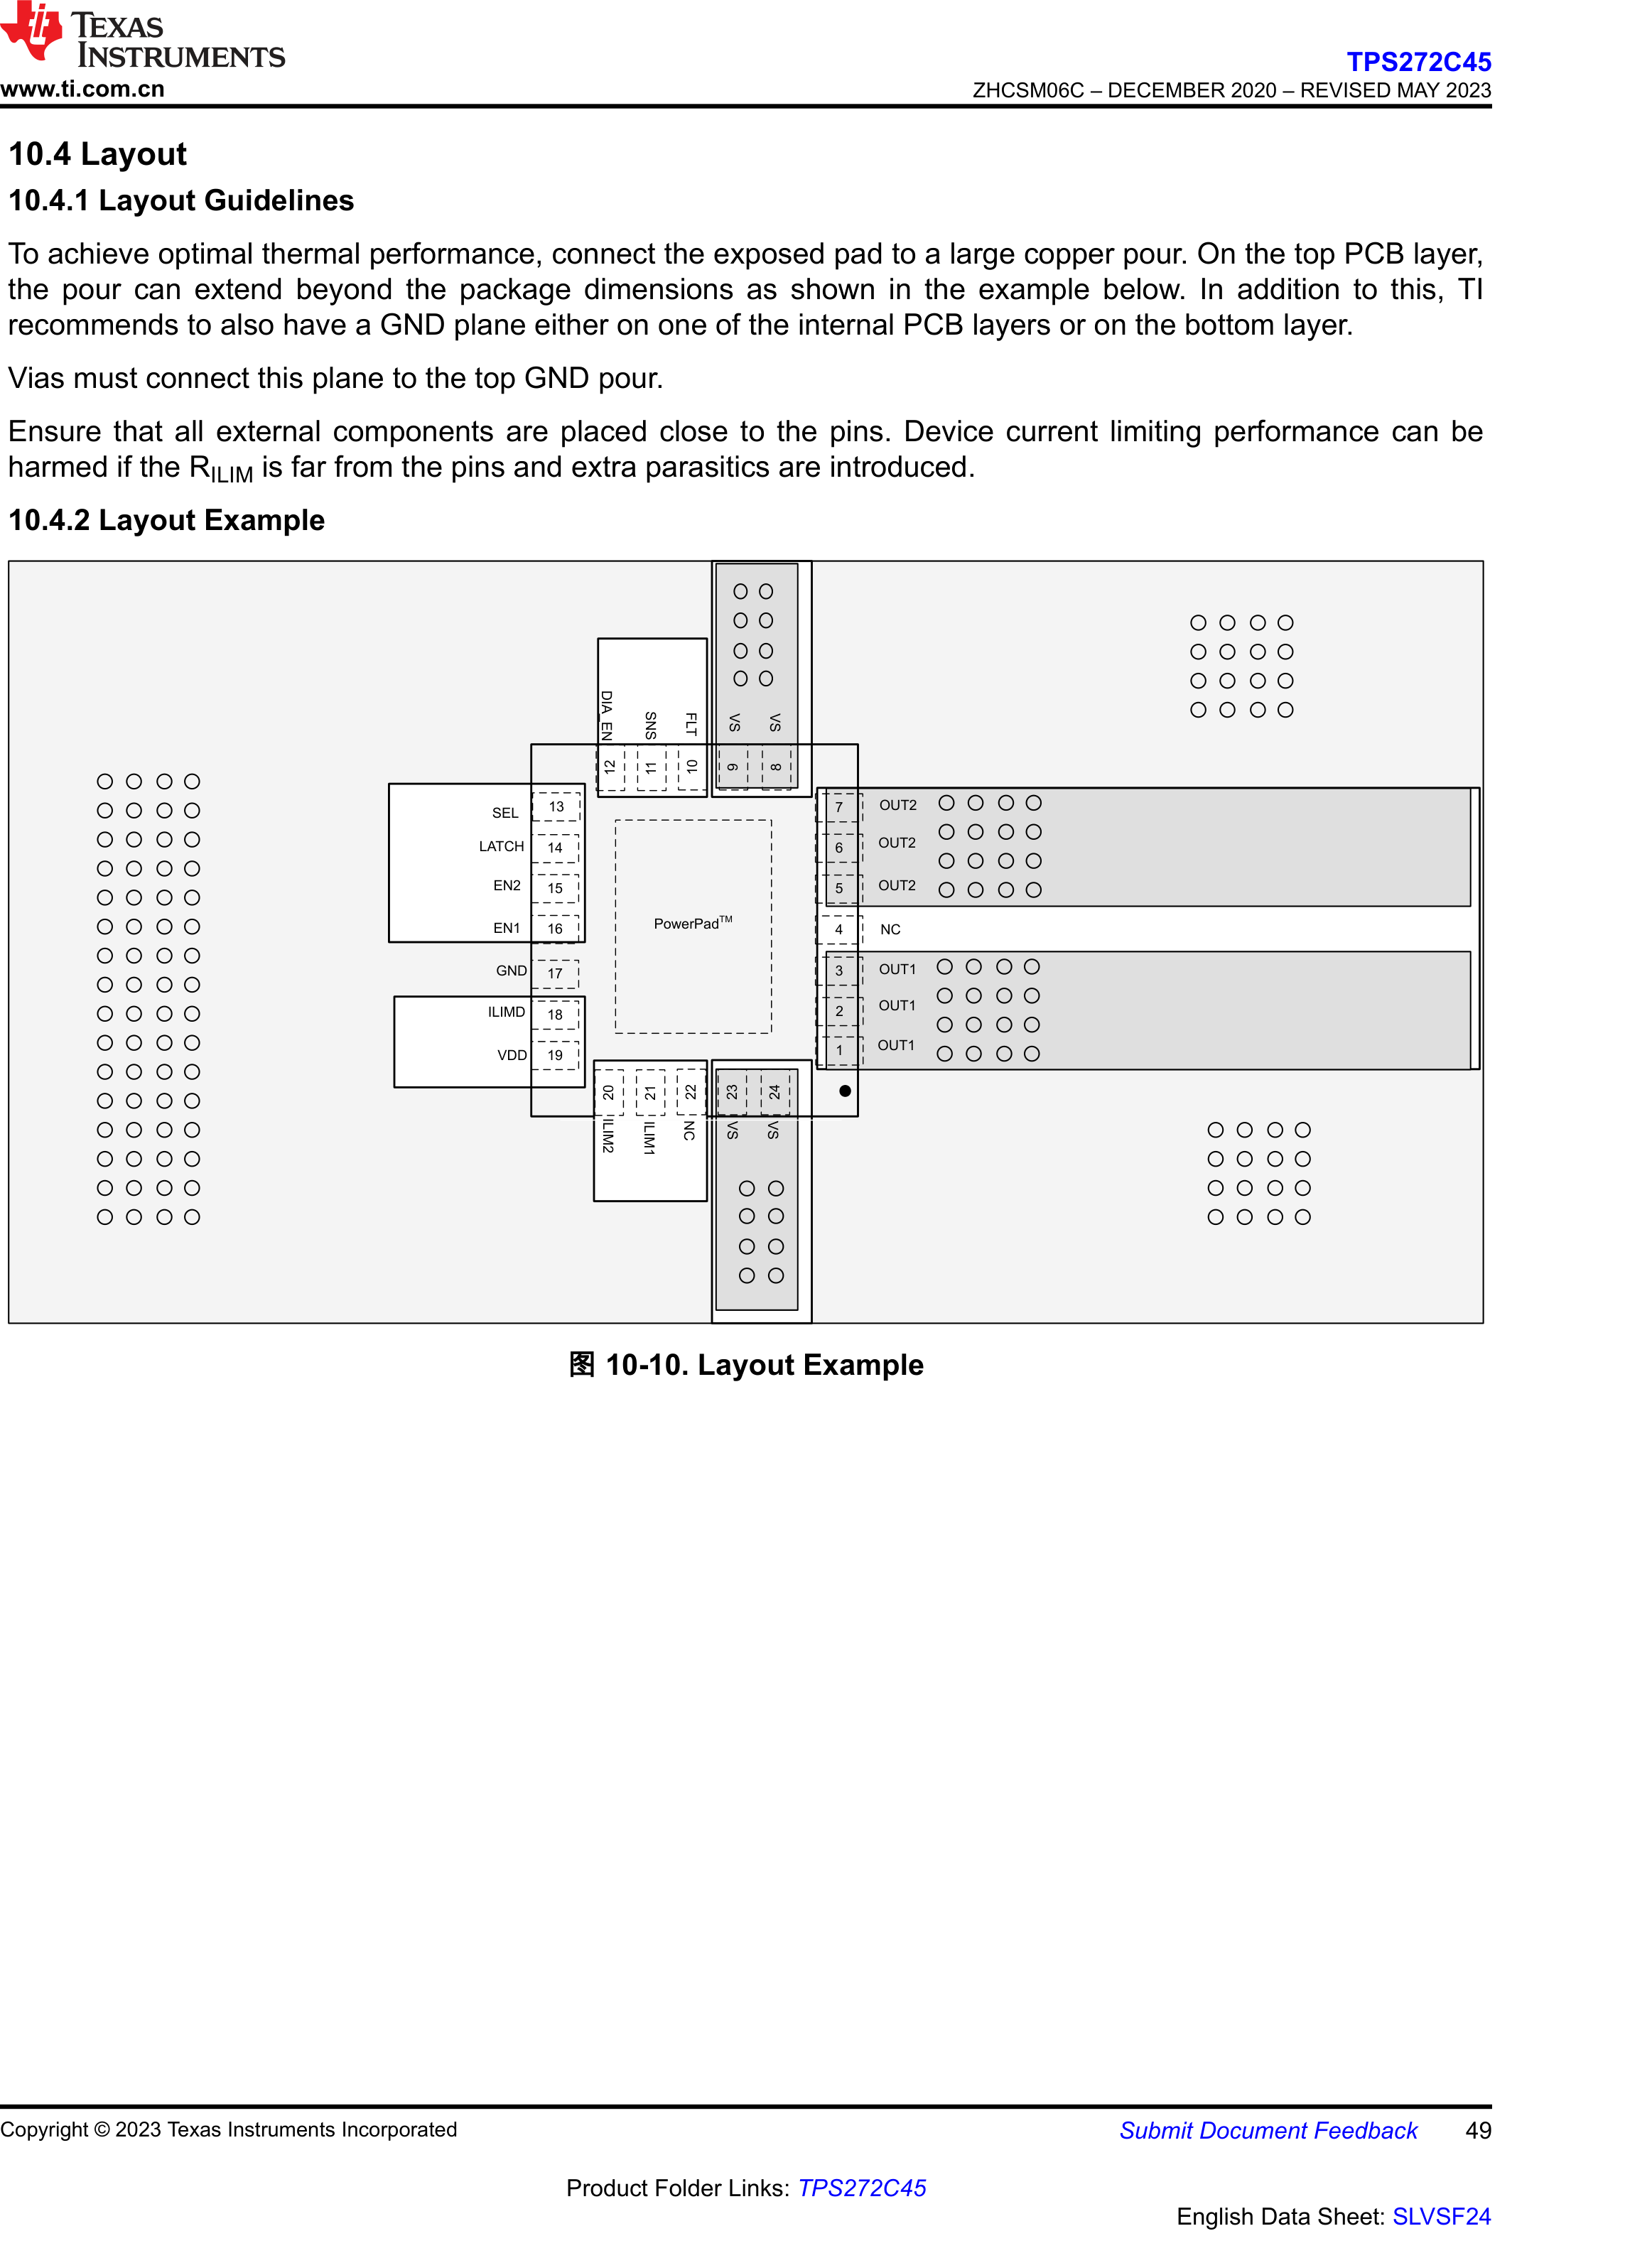 TEXAS
INSTRUMENTS
www.ti.com.cn
TPS272C45
ZHCSM06C – DECEMBER 2020 – REVISED MAY 2023
10.4 Layout
10.4.1 Layout Guidelines
To achieve optimal thermal performance, connect the exposed pad to a large copper pour. On the top PCB layer,
the pour can extend beyond the package dimensions as shown in the example below. In addition to this, TI
recommends to also have a GND plane either on one of the internal PCB layers or on the bottom layer.
Vias must connect this plane to the top GND pour.
Ensure that all external components are placed close to the pins. Device current limiting performance can be
harmed if the RILIM is far from the pins and extra parasitics are introduced.
10.4.2 Layout Example
DIA_EN
SNS
FLT
VS
VS
12
11
10
9
8
SEL
13
LATCH
14
EN2
15
EN1
16
GND
17
ILIMD
18
VDD
19
PowerPad™
7
OUT2
6
OUT2
5
OUT2
4
NC
3
OUT1
2
OUT1
1
OUT1
20
21
22
23
24
ILIM2
ILIM1
NC
VS
VS
图 10-10. Layout Example
Copyright © 2023 Texas Instruments Incorporated
Submit Document Feedback
49
Product Folder Links: TPS272C45
English Data Sheet: SLVSF24